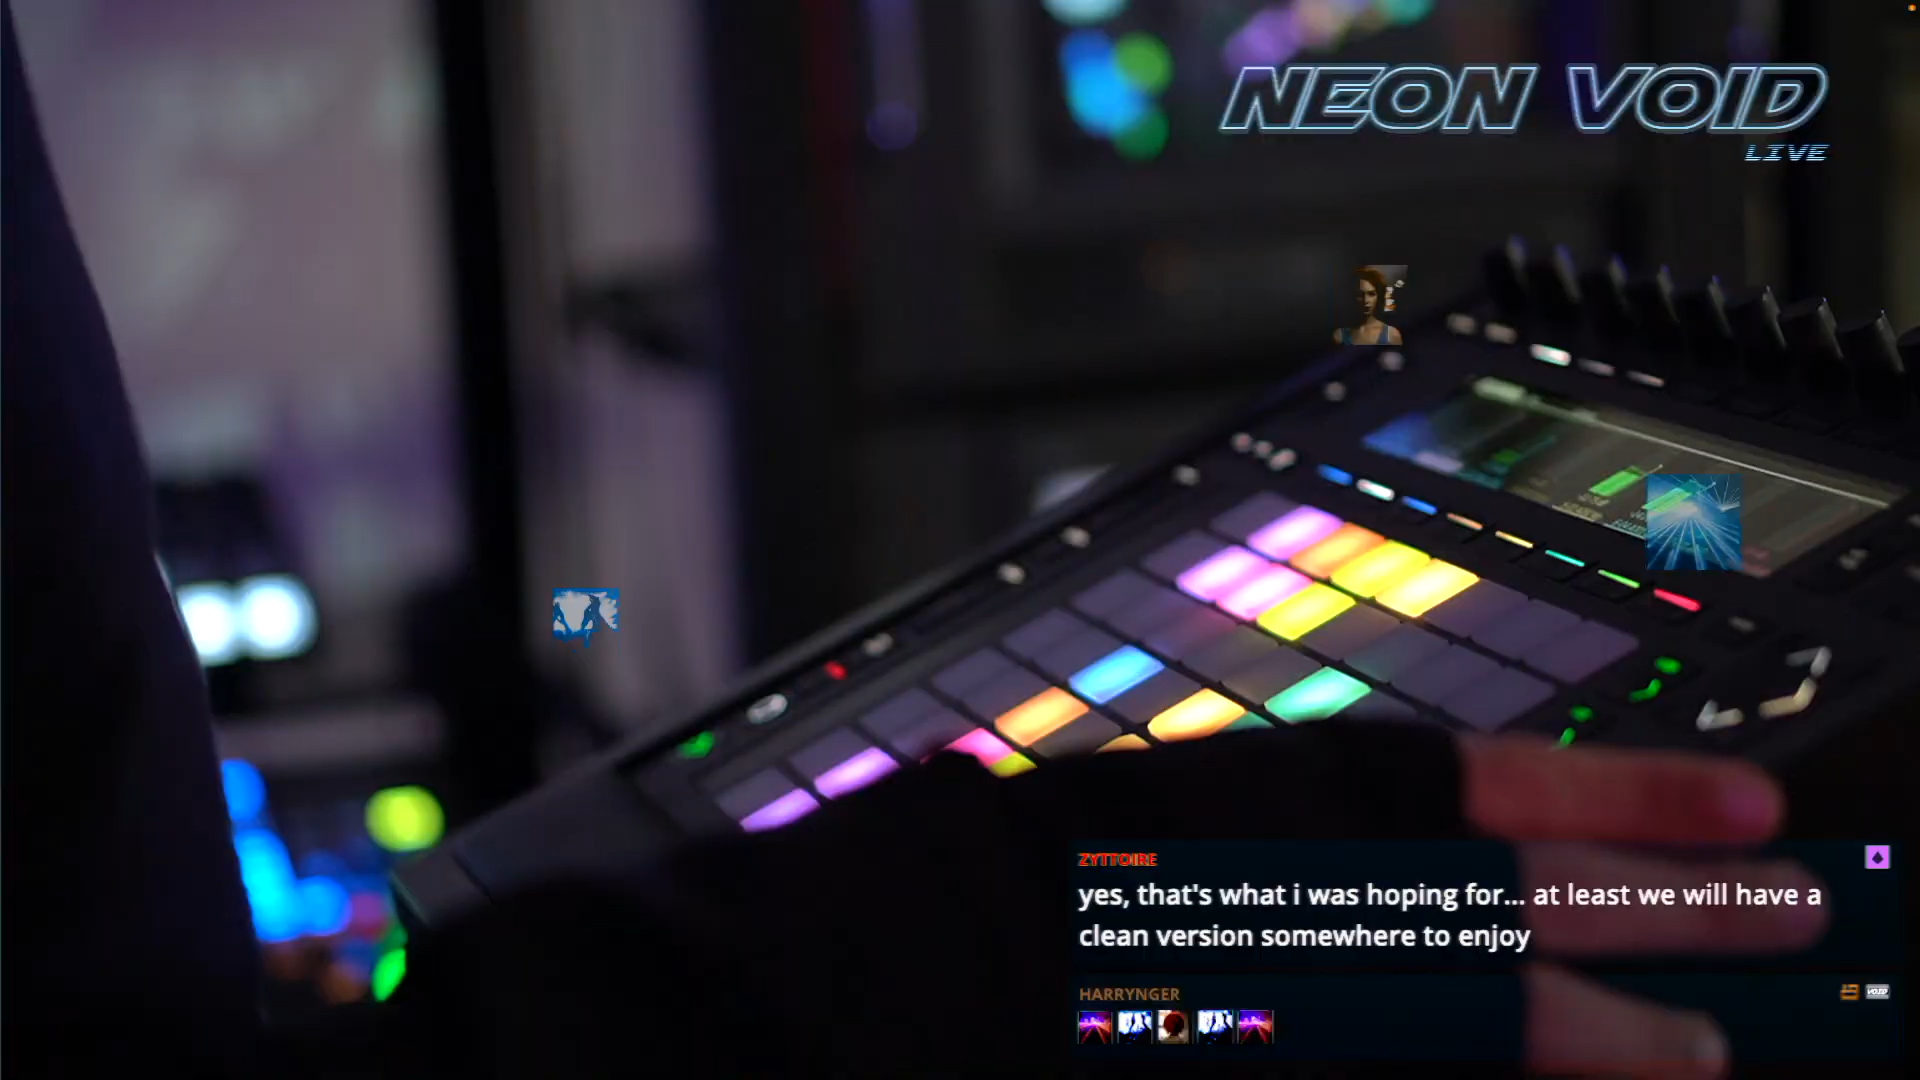 NEON VOID
LIVE
ZYTTOIRE
yes, that's what i was hoping for... at least we will have a
clean version somewhere to enjoy
HARRYNGER
VOID